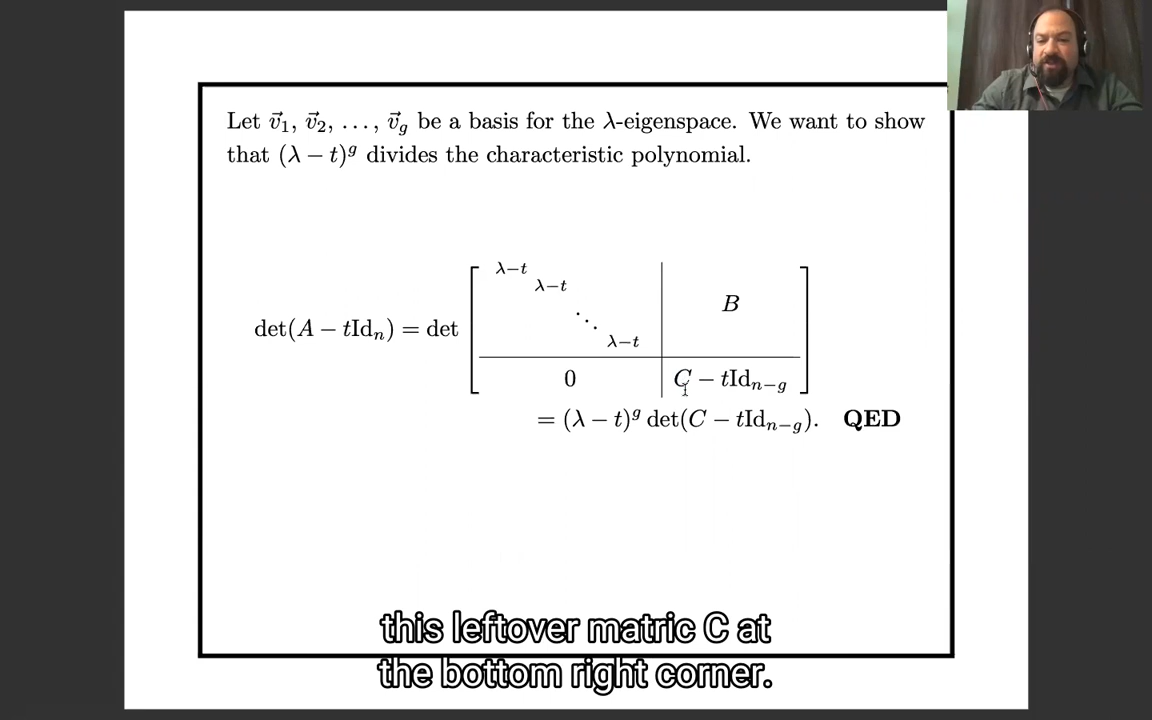 Let v⃗₁, v⃗₂, . . . , v⃗_g be a basis for the λ-eigenspace. We want to show
that (λ − t)^g divides the characteristic polynomial.
λ−t
λ−t
⋱
B
det(A − tIdₙ) = det
λ−t
0
C − tId_{n−g}
= (λ − t)^g det(C − tId_{n−g}). QED
this leftover matric C at
the bottom right corner.